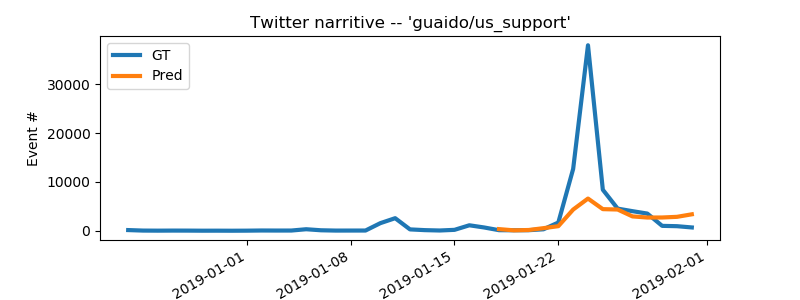 Twitter narritive -- 'guaido/us_support'
GT
Pred
Event #
30000
20000
10000
0
2019-01-01
2019-01-08
2019-01-15
2019-01-22
2019-02-01